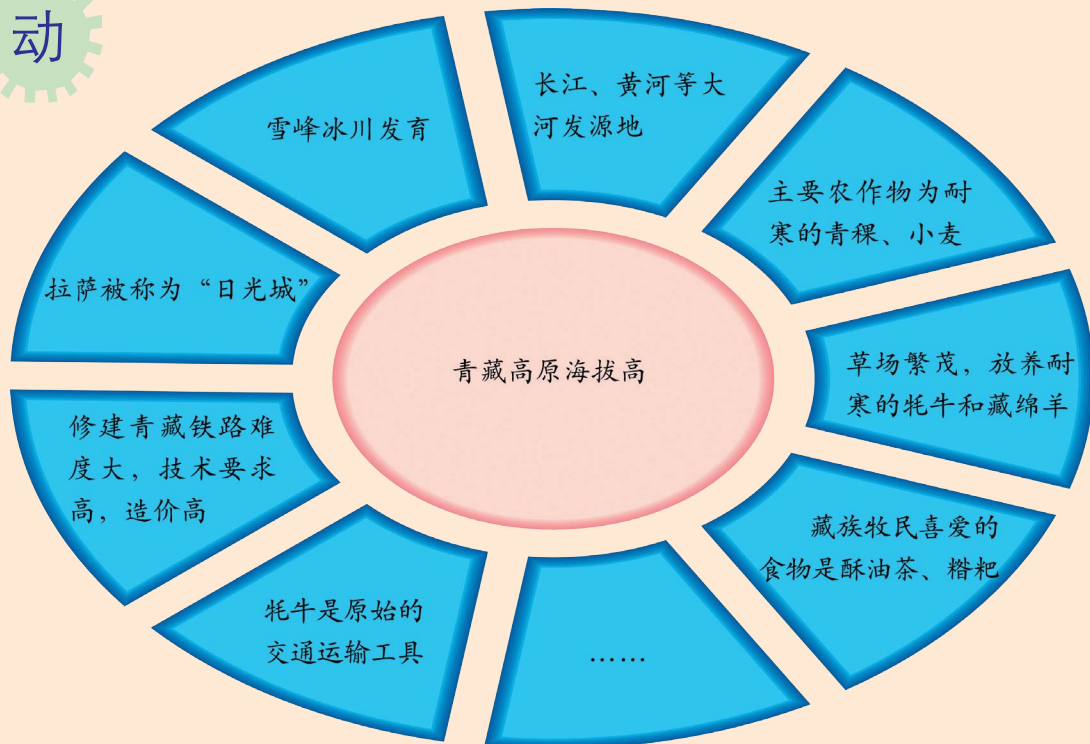 动
雪峰冰川发育
长江、黄河等大
河发源地
主要农作物为耐
寒的青稞、小麦
拉萨被称为“日光城”
青藏高原海拔高
草场繁茂，放养耐
寒的牦牛和藏绵羊
修建青藏铁路难
度大，技术要求
高，造价高
藏族牧民喜爱的
食物是酥油茶、糌粑
牦牛是原始的
交通运输工具
……